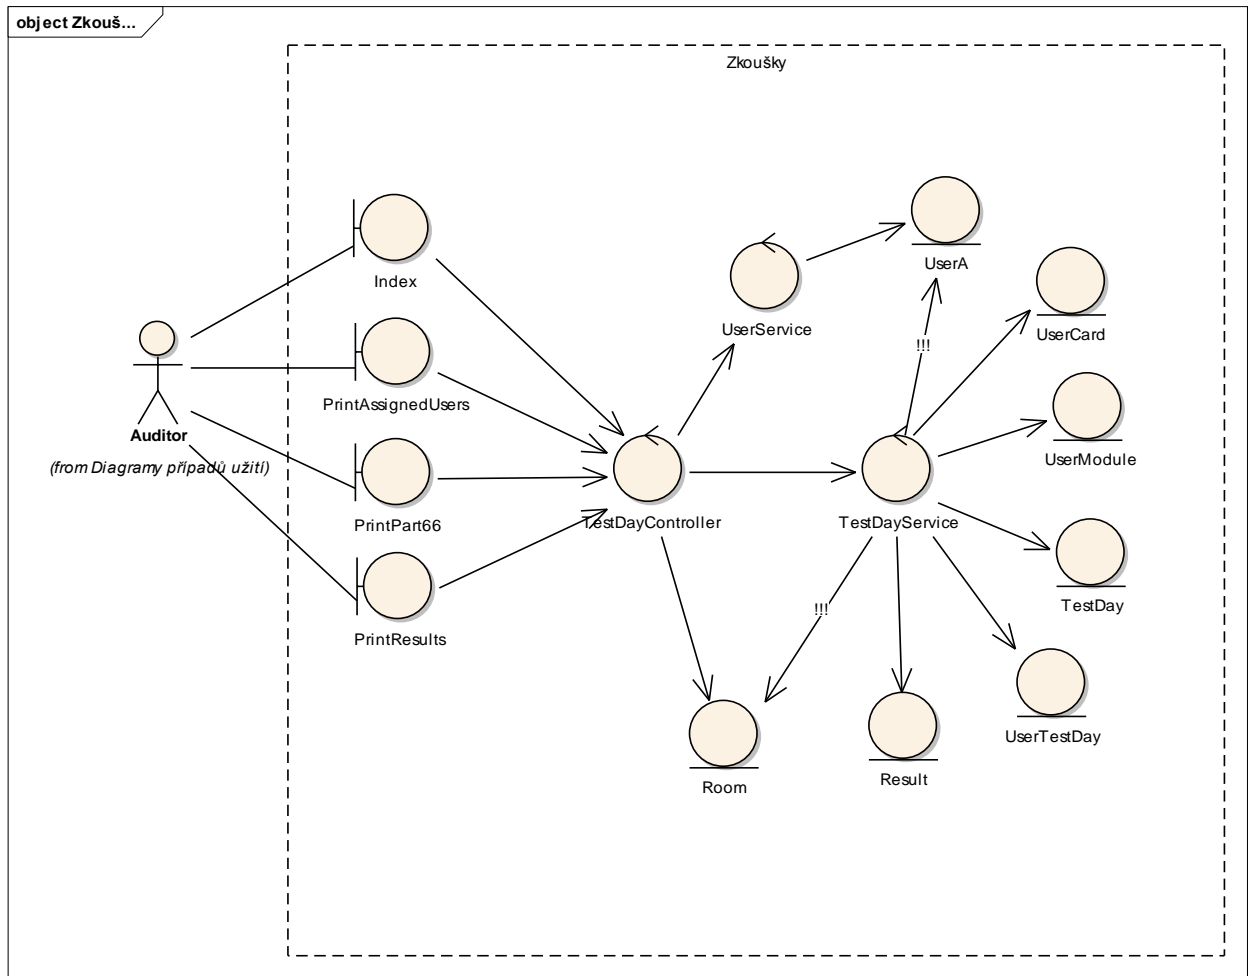 object Zkouš...
Zkoušky
Index
UserA
UserService
UserCard
!!!
PrintAssignedUsers
Auditor
(from Diagramy případů užití)
UserModule
PrintPart66
TestDayController
TestDayService
PrintResults
!!!
TestDay
UserTestDay
Room
Result